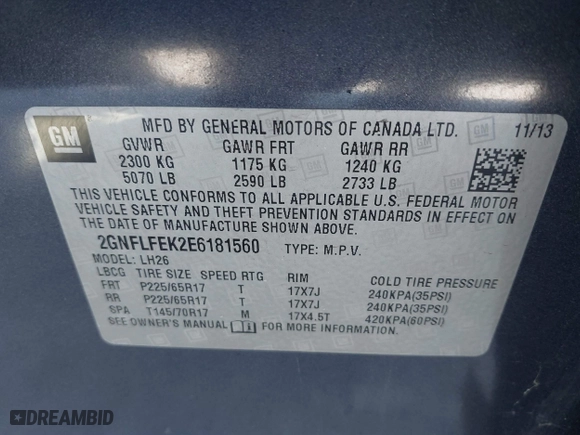 GM
MFD BY GENERAL MOTORS OF CANADA LTD. 11/13
GVWR GAWR FRT GAWR RR
2300 KG 1175 KG 1240 KG
5070 LB 2590 LB 2733 LB
THIS VEHICLE CONFORMS TO ALL APPLICABLE U.S. FEDERAL MOTOR
VEHICLE SAFETY AND THEFT PREVENTION STANDARDS IN EFFECT ON
THE DATE OF MANUFACTURE SHOWN ABOVE.
2GNFLFEK2E6181560 TYPE: M.P.V.
MODEL: LH26
LBCG TIRE SIZE SPEED RTG RIM
FRT P225/65R17 T 17X7J 240KPA(35PSI)
RR P225/65R17 T 17X7J 240KPA(35PSI)
SPA T145/70R17 M 17X4.5T 420KPA(60PSI)
SEE OWNER'S MANUAL FOR MORE INFORMATION.
DREAMBID